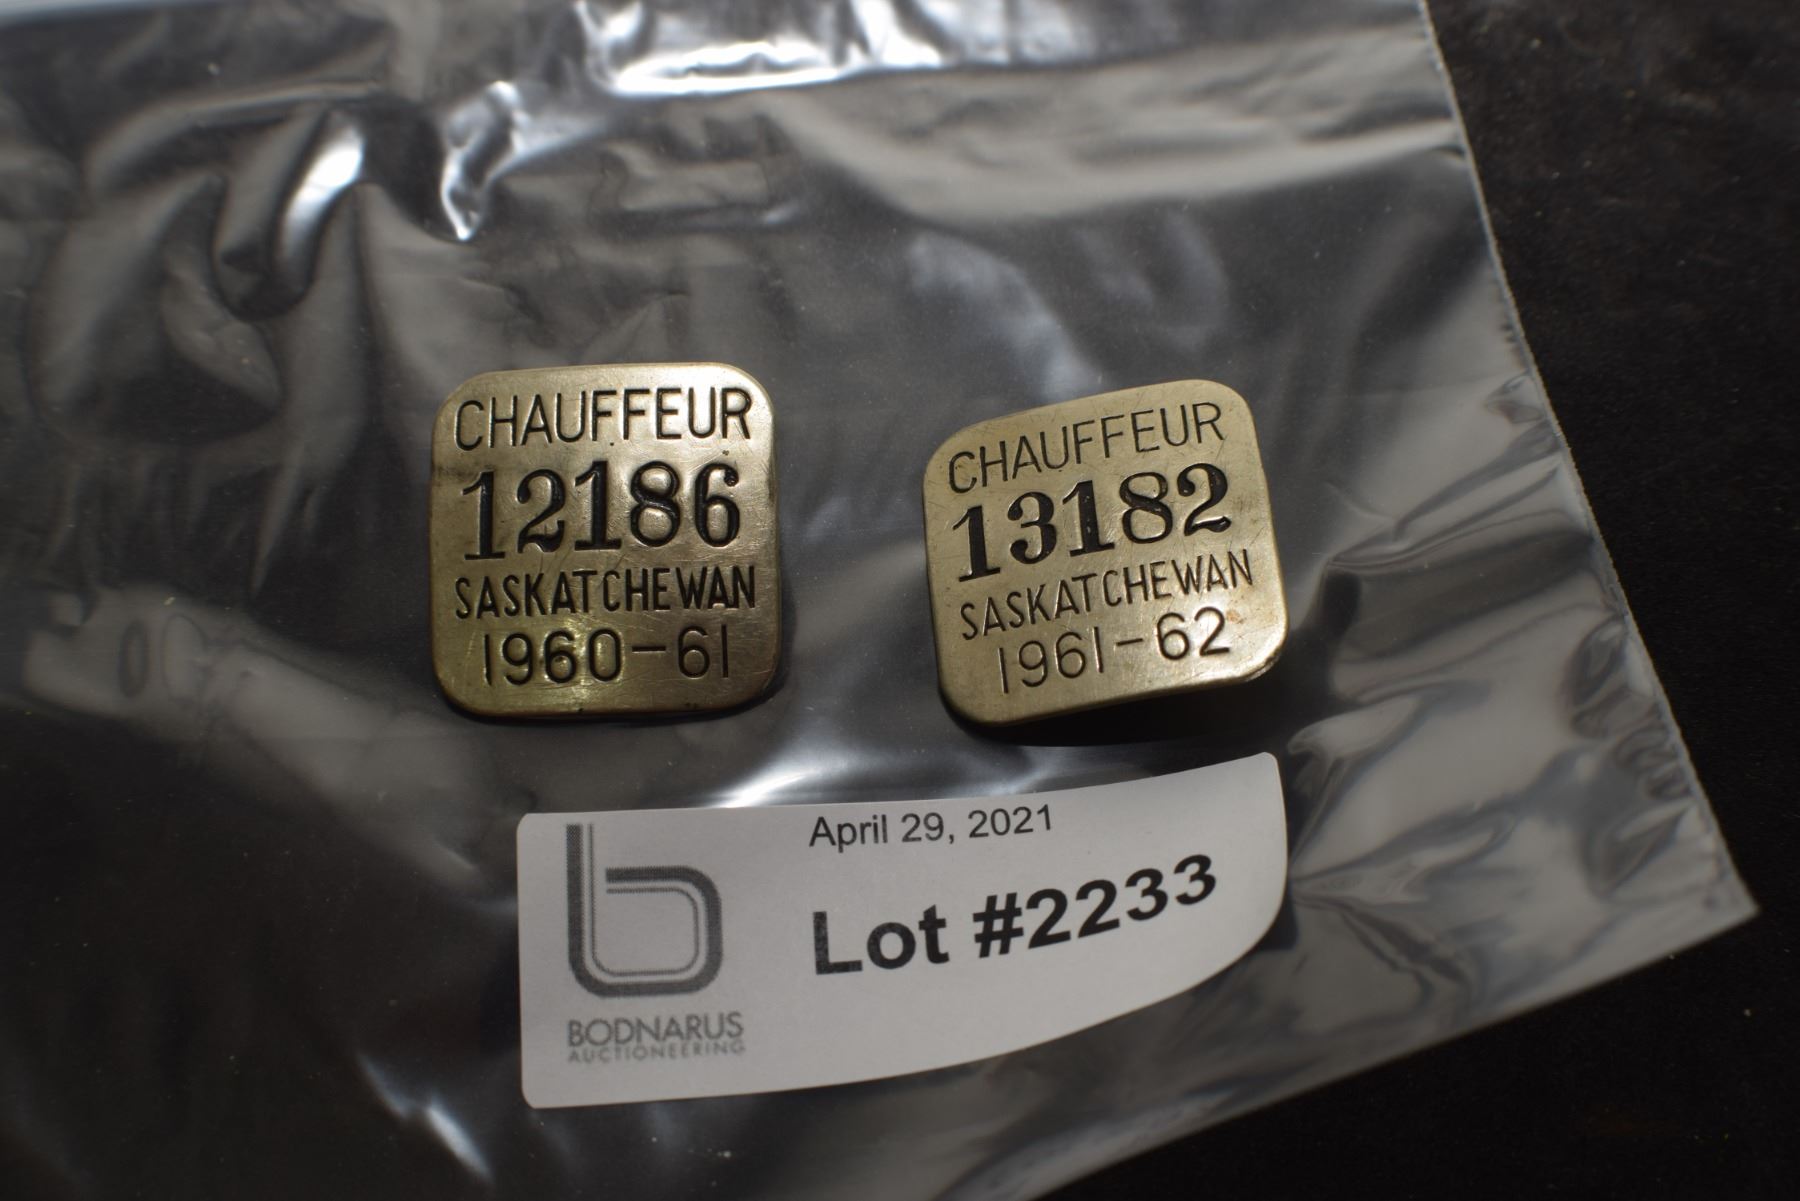 CHAUFFEUR
12186
SASKATCHEWAN
1960-61
CHAUFFEUR
13182
SASKATCHEWAN
1961-62
April 29, 2021
Lot #2233
b
BODNARUS
AUCTIONEERING